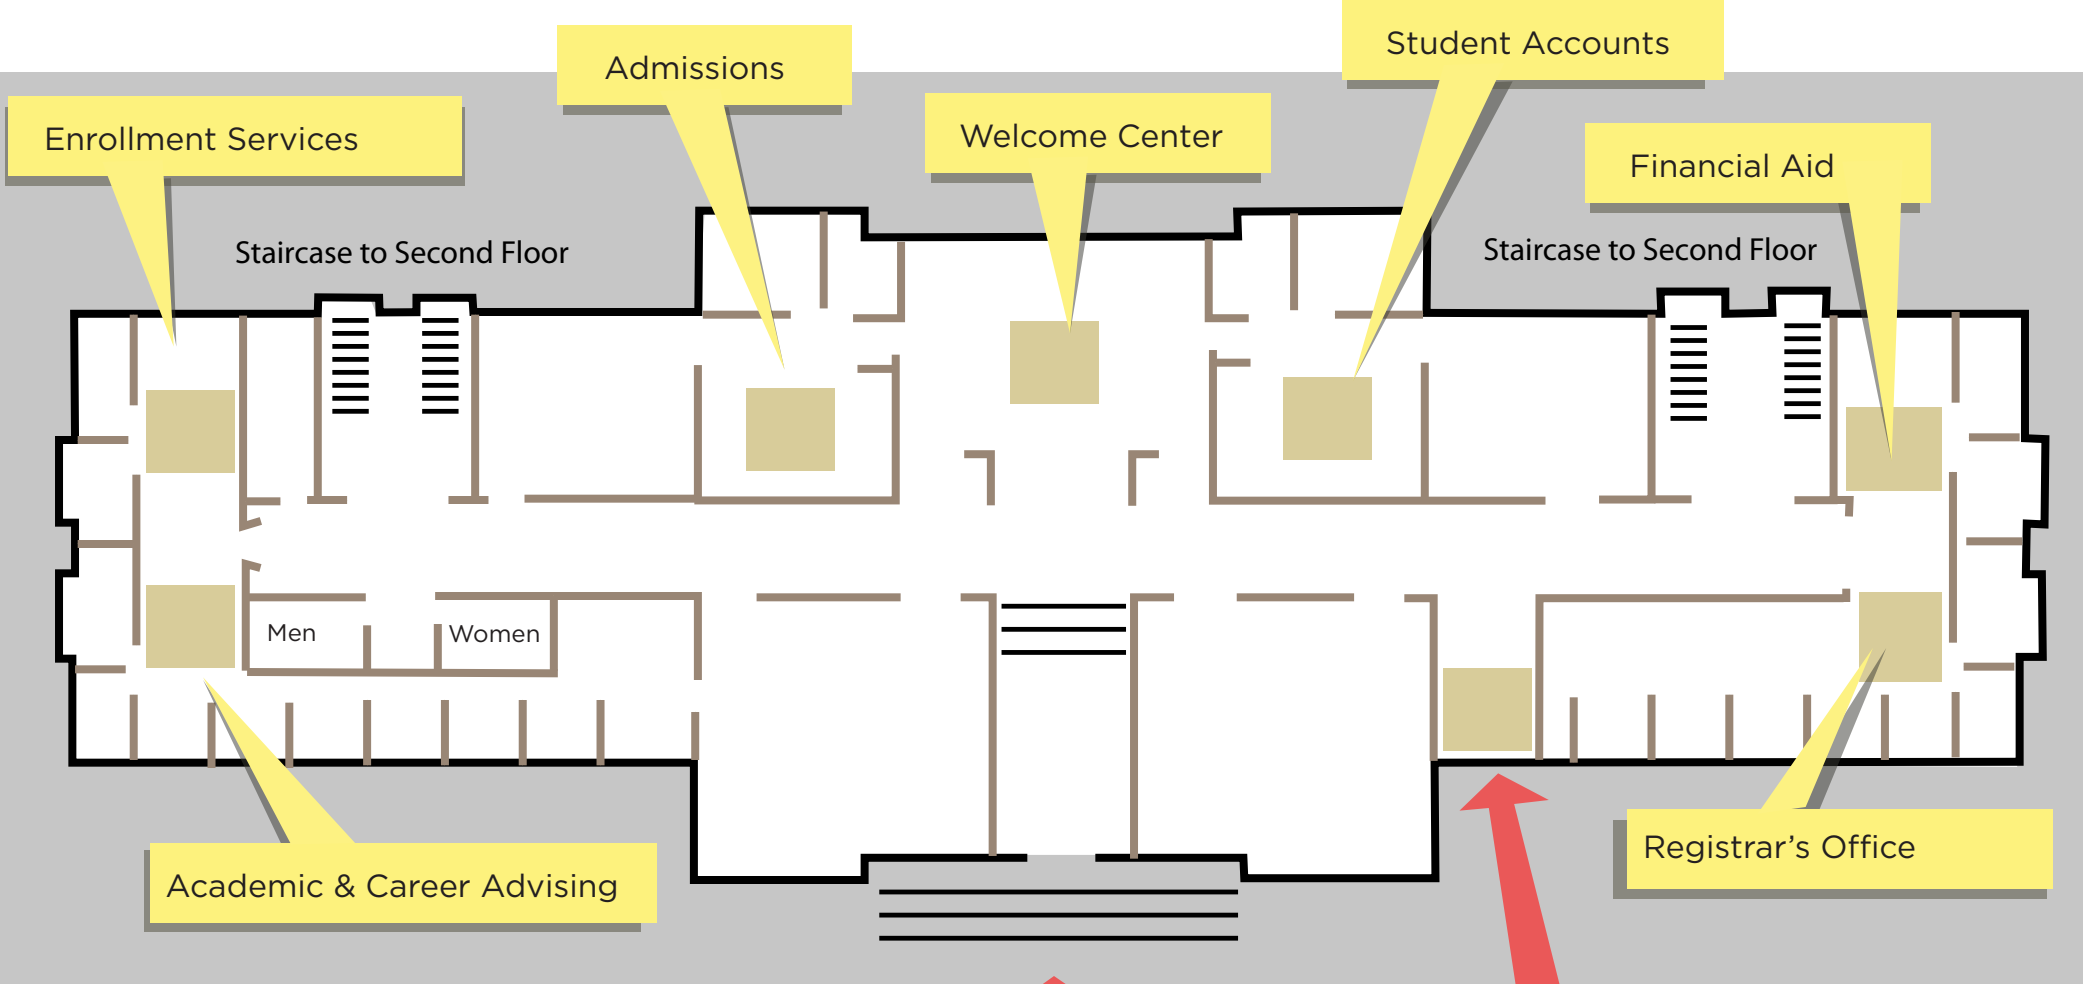 Student Accounts
Admissions
Welcome Center
Enrollment Services
Financial Aid
Staircase to Second Floor
Staircase to Second Floor
Men
Women
Registrar’s Office
Academic & Career Advising